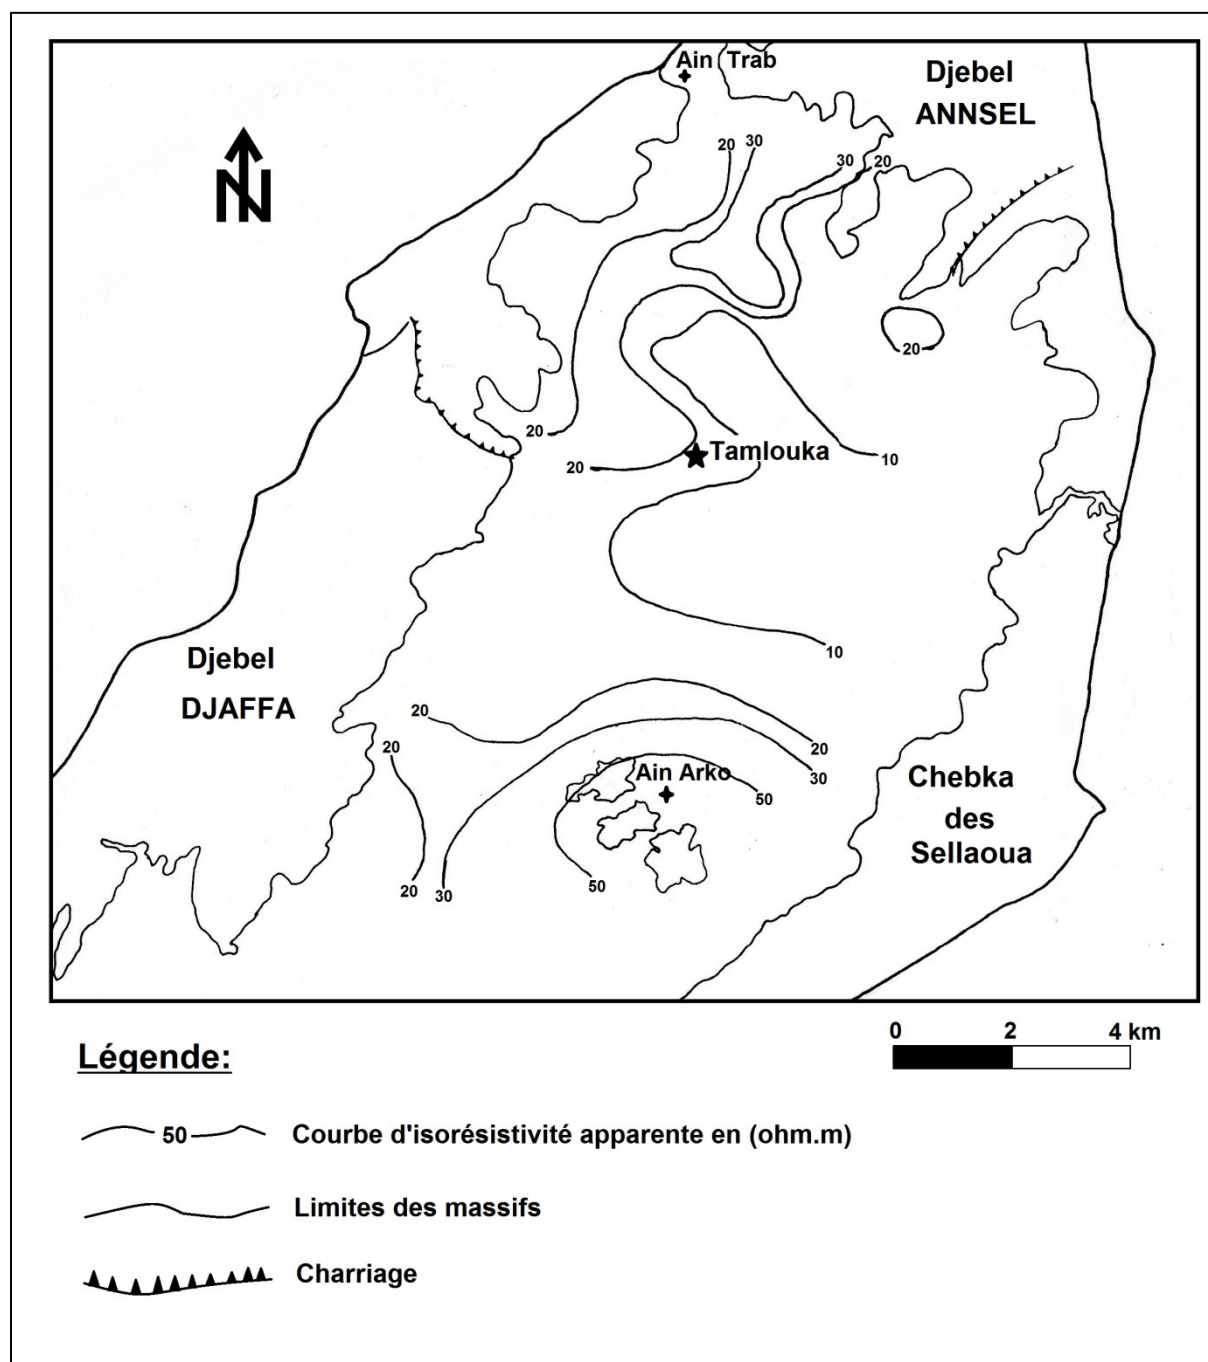 Ain Trab
Djebel
ANNSEL
N
20
30
30
20
20
20
20
Tamlouka
10
10
Djebel
DJAFFA
20
20
20
30
Ain Arko
50
Chebka
des
Sellaoua
20
30
50
0 2 4 km
Légende:
50 Courbe d'isorésistivité apparente en (ohm.m)
Limites des massifs
Charriage